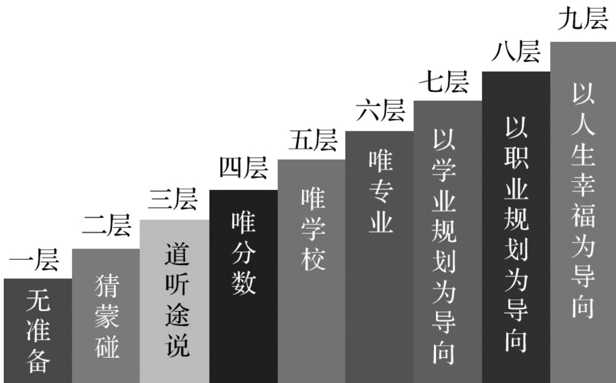 一层
无准备
二层
猜蒙碰
三层
道听途说
四层
唯分数
五层
唯学校
六层
唯专业
七层
以学业规划为导向
八层
以职业规划为导向
九层
以人生幸福为导向